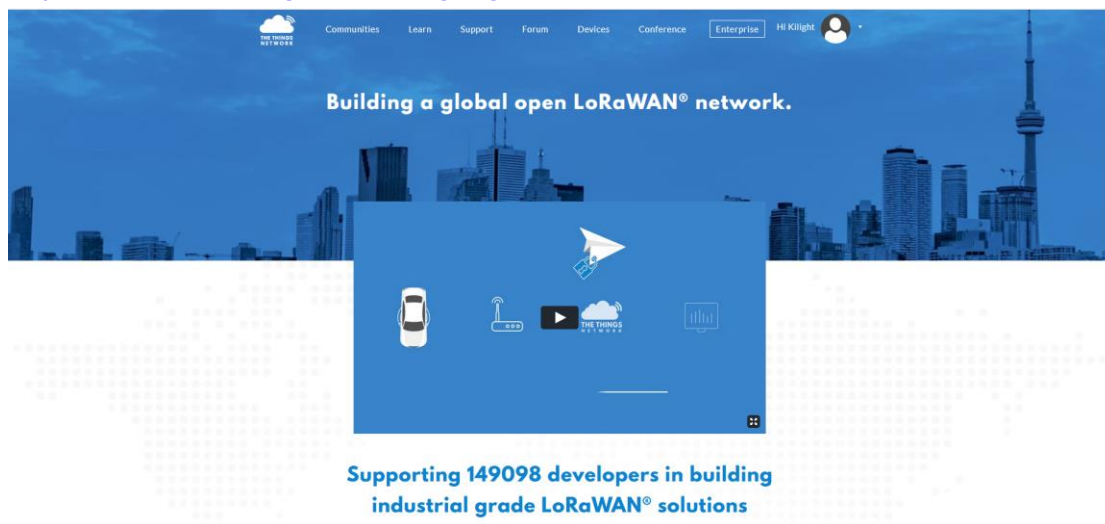 THE THINGS
NETWORK
Communities Learn Support Forum Devices Conference Enterprise Hi Kilight
Building a global open LoRaWAN® network.
THE THINGS
NETWORK
Supporting 149098 developers in building
industrial grade LoRaWAN® solutions